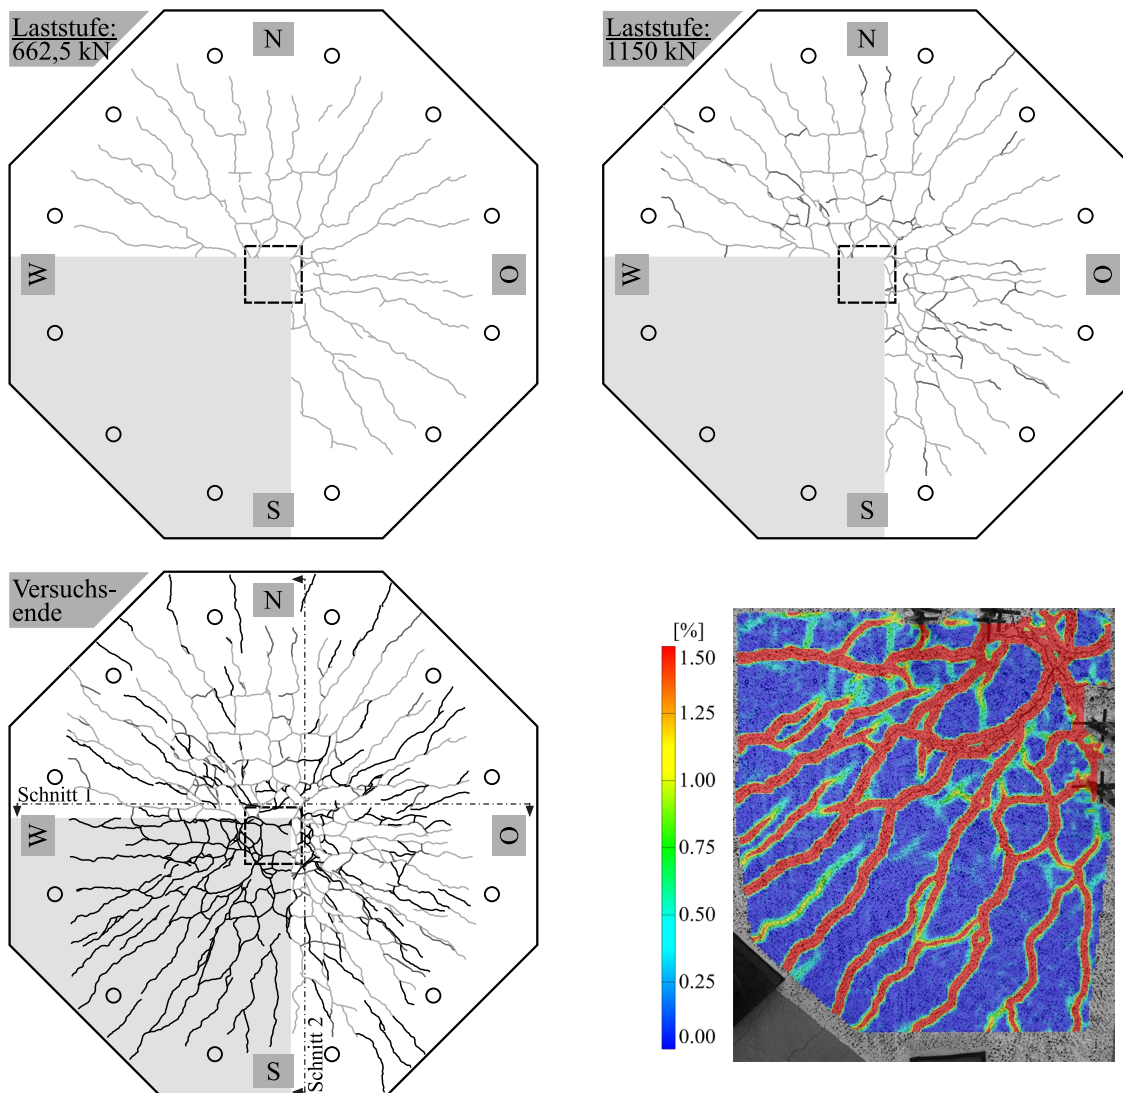 Laststufe:
662,5 kN
N
W
O
S
Laststufe:
1150 kN
N
W
O
S
Versuchs-
ende
N
Schnitt 1
W
O
S
Schnitt 2
[%]
1.50
1.25
1.00
0.75
0.50
0.25
0.00